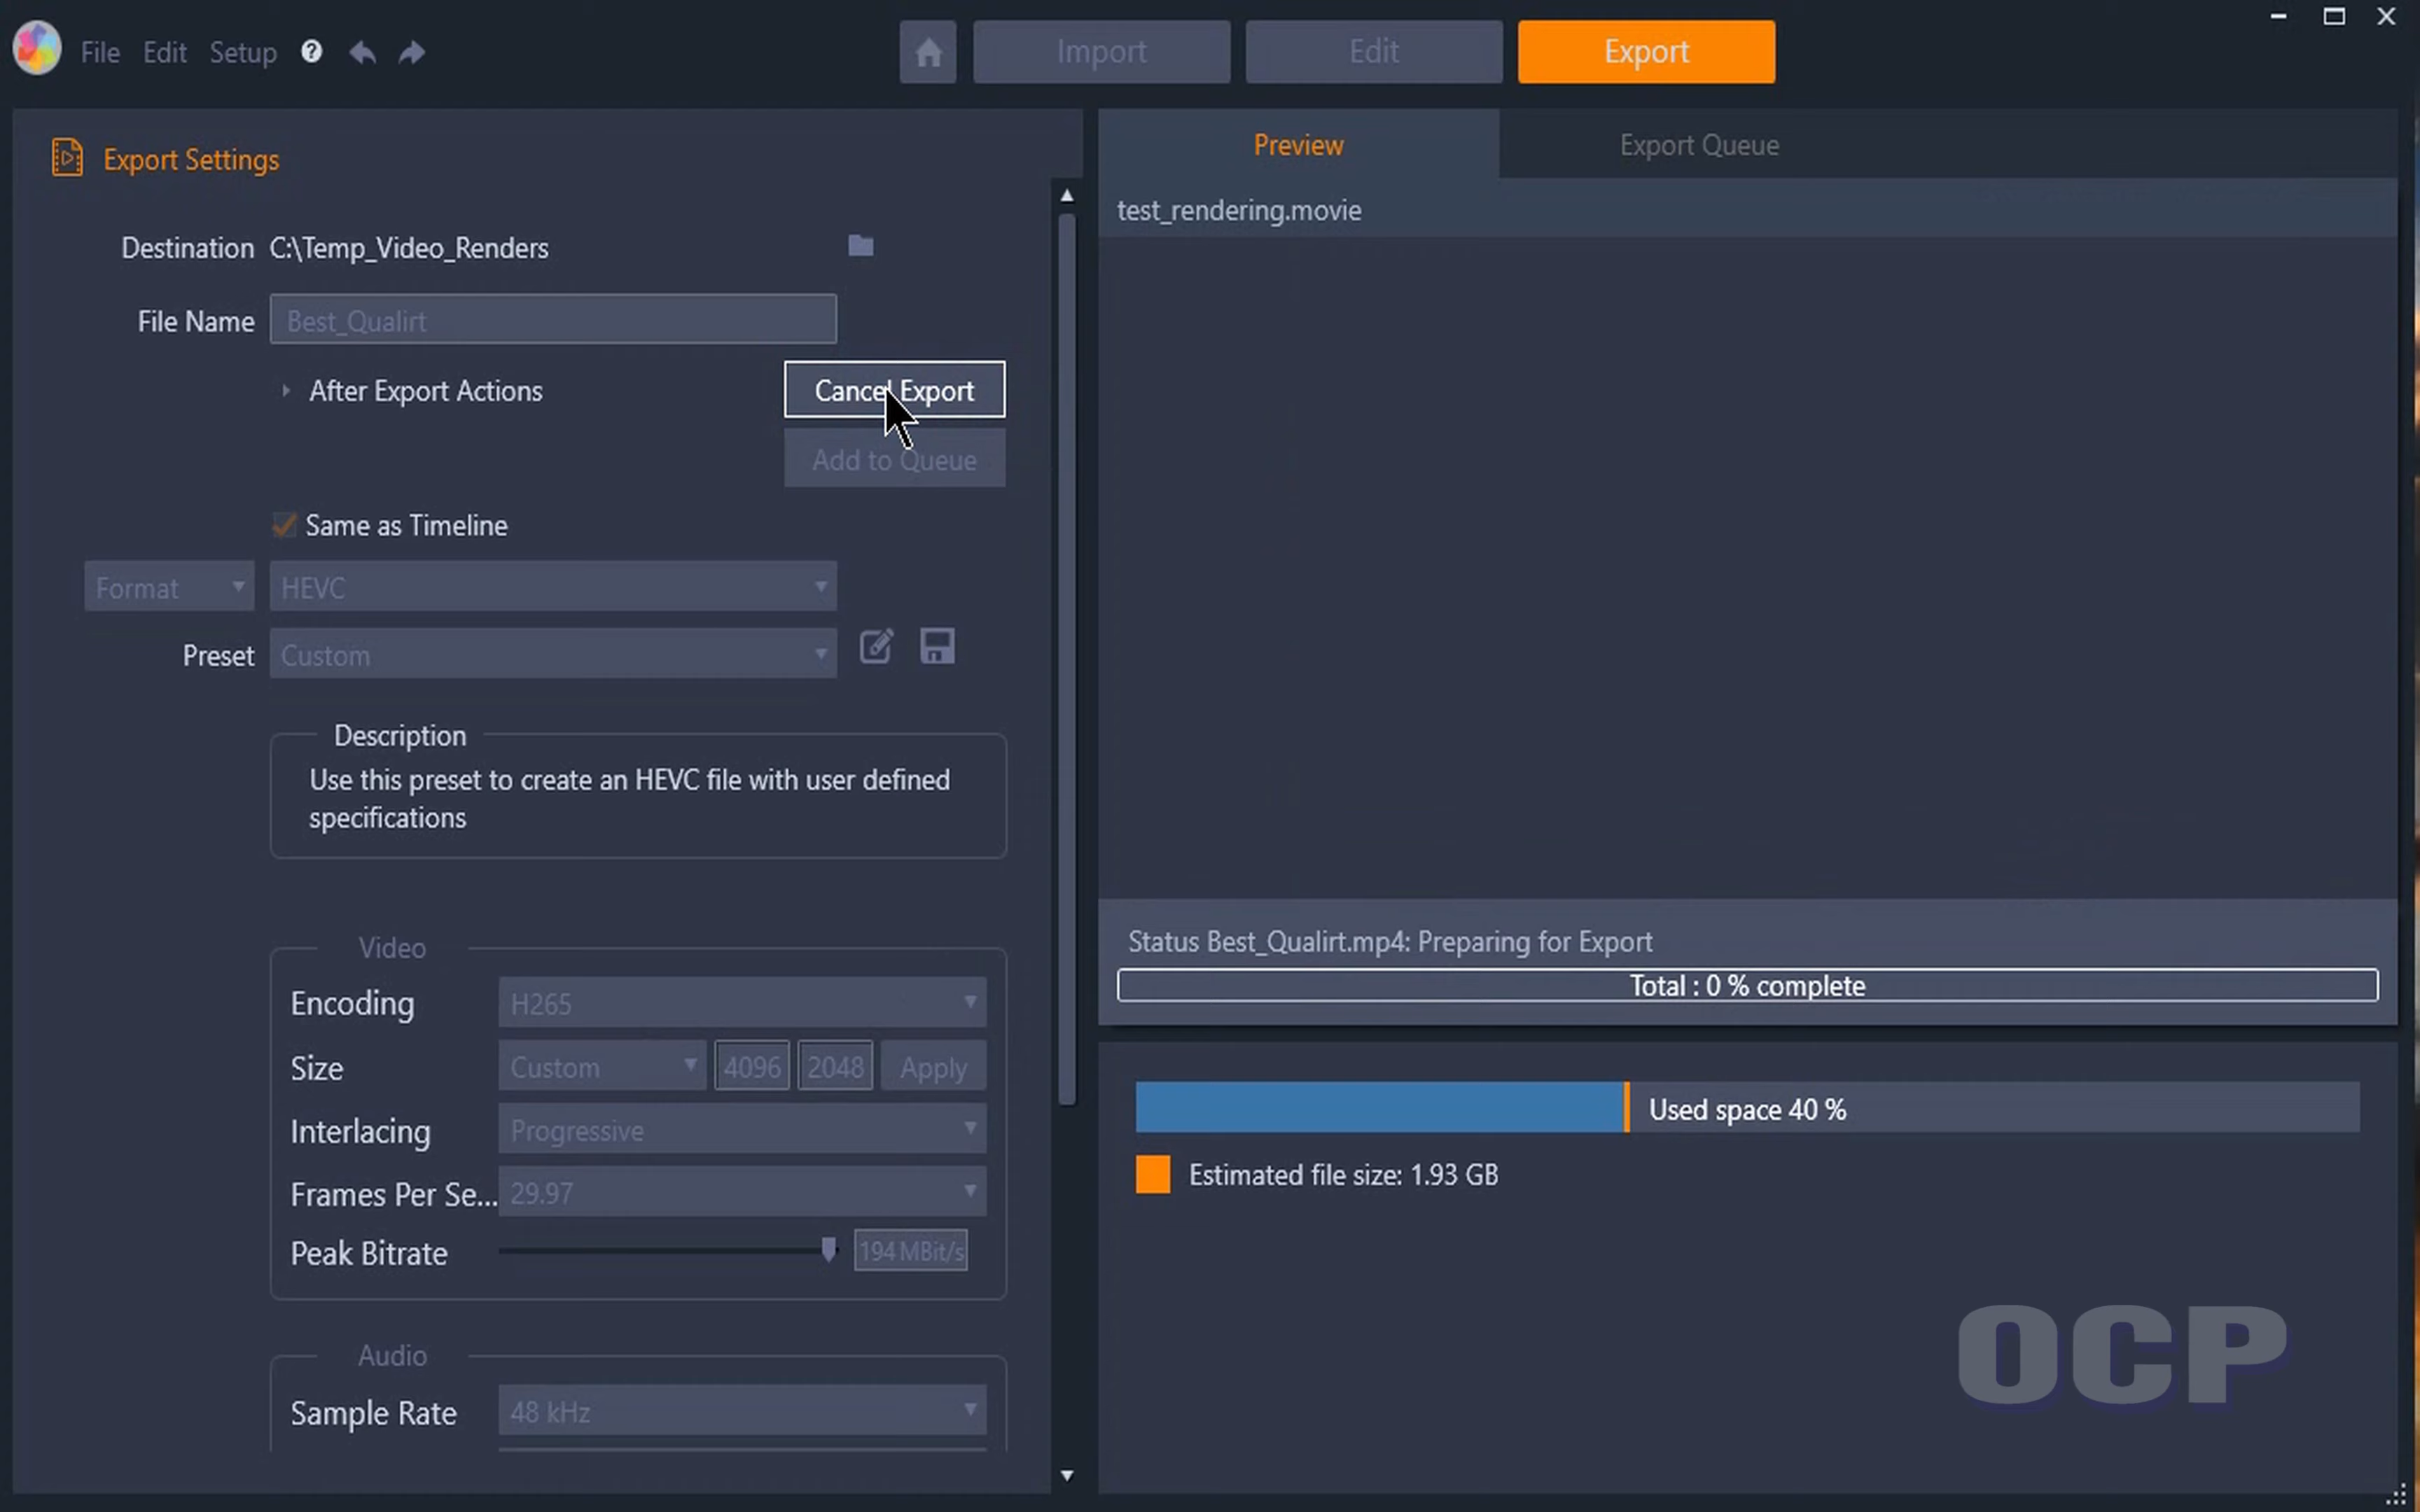 File Edit Setup ?
Import Edit Export
Export Settings
Destination C:\Temp_Video_Renders
File Name Best_Qualirt
After Export Actions Cancel Export
Add to Queue
Same as Timeline
Format HEVC
Preset Custom
Description
Use this preset to create an HEVC file with user defined
specifications
Video
Encoding H265
Size Custom 4096 2048 Apply
Interlacing Progressive
Frames Per Se... 29.97
Peak Bitrate 194 MBit/s
Audio
Sample Rate 48 kHz
Preview Export Queue
test_rendering.movie
Status Best_Qualirt.mp4: Preparing for Export
Total : 0 % complete
Used space 40 %
Estimated file size: 1.93 GB
OCP